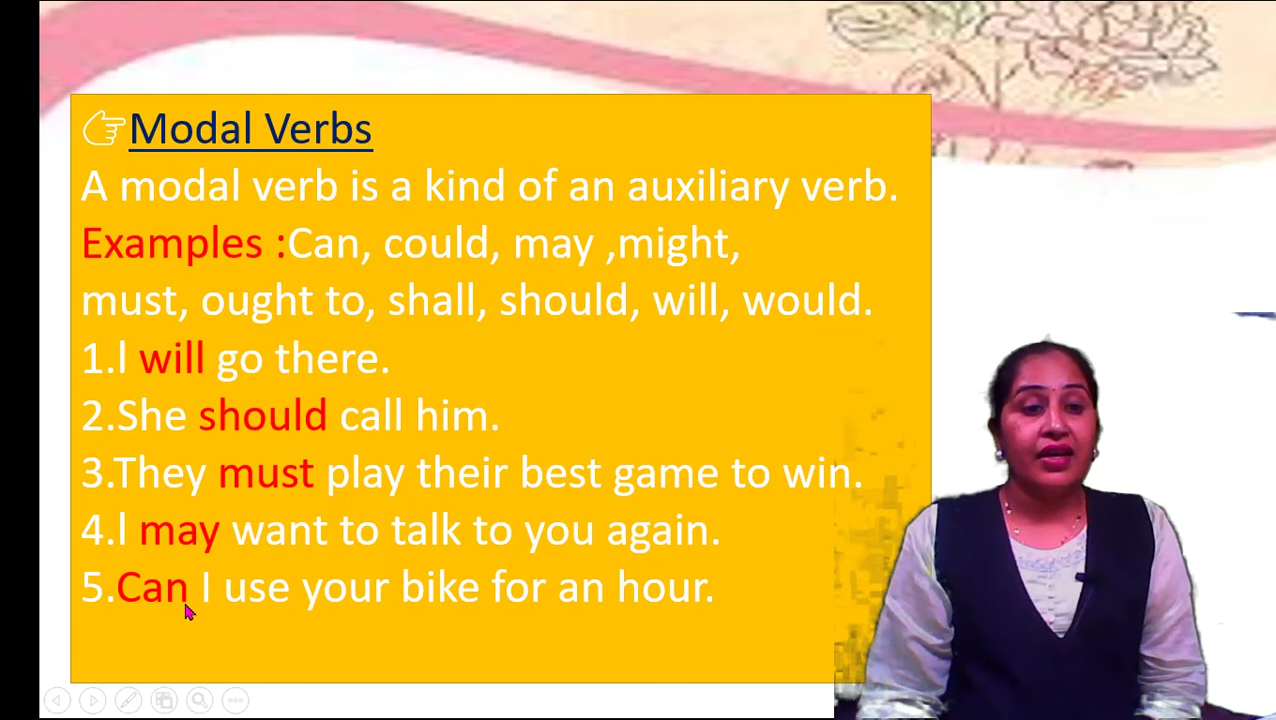 Modal Verbs
A modal verb is a kind of an auxiliary verb.
Examples :Can, could, may ,might,
must, ought to, shall, should, will, would.
1.I will go there.
2.She should call him.
3.They must play their best game to win.
4.I may want to talk to you again.
5.Can I use your bike for an hour.